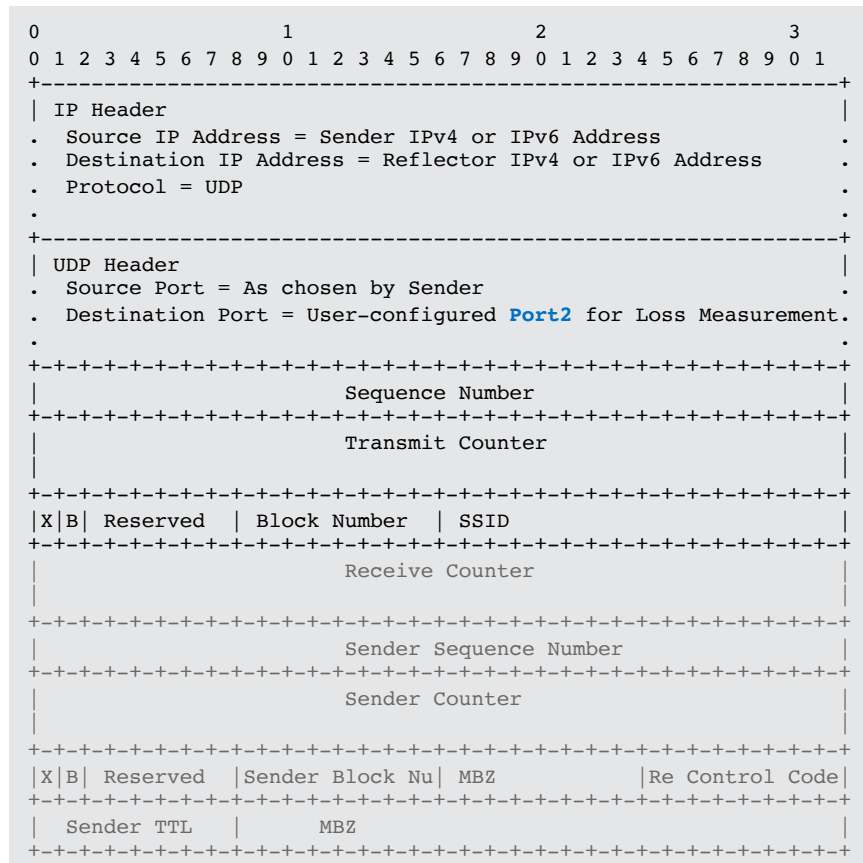 0                   1                   2                   3
0 1 2 3 4 5 6 7 8 9 0 1 2 3 4 5 6 7 8 9 0 1 2 3 4 5 6 7 8 9 0 1
+---------------------------------------------------------------+
| IP Header                                                     |
.  Source IP Address = Sender IPv4 or IPv6 Address              .
.  Destination IP Address = Reflector IPv4 or IPv6 Address      .
.  Protocol = UDP                                               .
.                                                               .
+---------------------------------------------------------------+
| UDP Header                                                    |
.  Source Port = As chosen by Sender                            .
.  Destination Port = User-configured Port2 for Loss Measurement.
.                                                               .
+-+-+-+-+-+-+-+-+-+-+-+-+-+-+-+-+-+-+-+-+-+-+-+-+-+-+-+-+-+-+-+-+
|                        Sequence Number                        |
+-+-+-+-+-+-+-+-+-+-+-+-+-+-+-+-+-+-+-+-+-+-+-+-+-+-+-+-+-+-+-+-+
|                        Transmit Counter                       |
|                                                               |
+-+-+-+-+-+-+-+-+-+-+-+-+-+-+-+-+-+-+-+-+-+-+-+-+-+-+-+-+-+-+-+-+
|X|B| Reserved  | Block Number  | SSID                          |
+-+-+-+-+-+-+-+-+-+-+-+-+-+-+-+-+-+-+-+-+-+-+-+-+-+-+-+-+-+-+-+-+
|                        Receive Counter                        |
|                                                               |
+-+-+-+-+-+-+-+-+-+-+-+-+-+-+-+-+-+-+-+-+-+-+-+-+-+-+-+-+-+-+-+-+
|                        Sender Sequence Number                 |
+-+-+-+-+-+-+-+-+-+-+-+-+-+-+-+-+-+-+-+-+-+-+-+-+-+-+-+-+-+-+-+-+
|                        Sender Counter                         |
|                                                               |
+-+-+-+-+-+-+-+-+-+-+-+-+-+-+-+-+-+-+-+-+-+-+-+-+-+-+-+-+-+-+-+-+
|X|B| Reserved  |Sender Block Nu| MBZ           |Re Control Code|
+-+-+-+-+-+-+-+-+-+-+-+-+-+-+-+-+-+-+-+-+-+-+-+-+-+-+-+-+-+-+-+-+
|  Sender TTL   |      MBZ                                      |
+-+-+-+-+-+-+-+-+-+-+-+-+-+-+-+-+-+-+-+-+-+-+-+-+-+-+-+-+-+-+-+-+